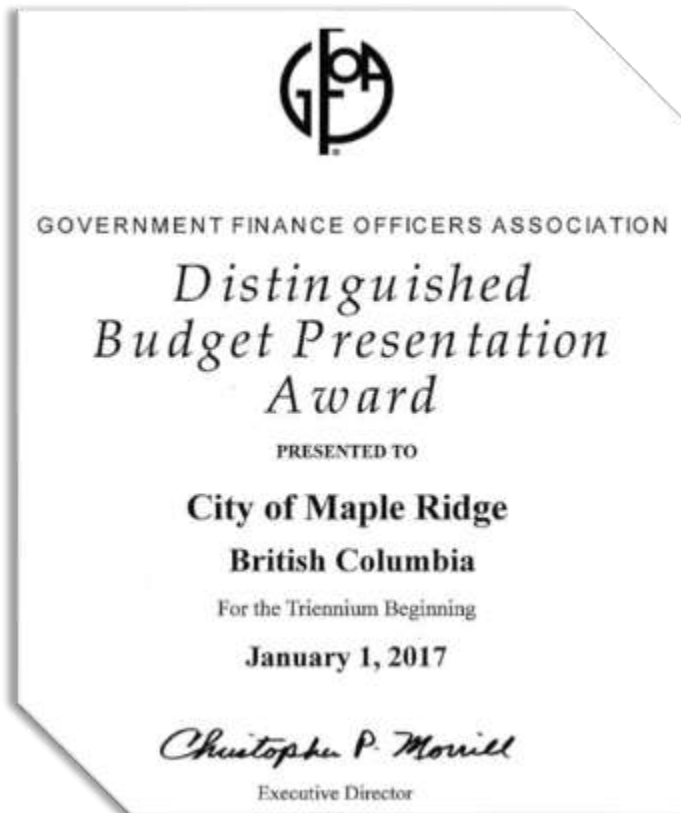 GFOA
GOVERNMENT FINANCE OFFICERS ASSOCIATION
Distinguished
Budget Presentation
Award
PRESENTED TO
City of Maple Ridge
British Columbia
For the Triennium Beginning
January 1, 2017
Christopher P. Morrill
Executive Director